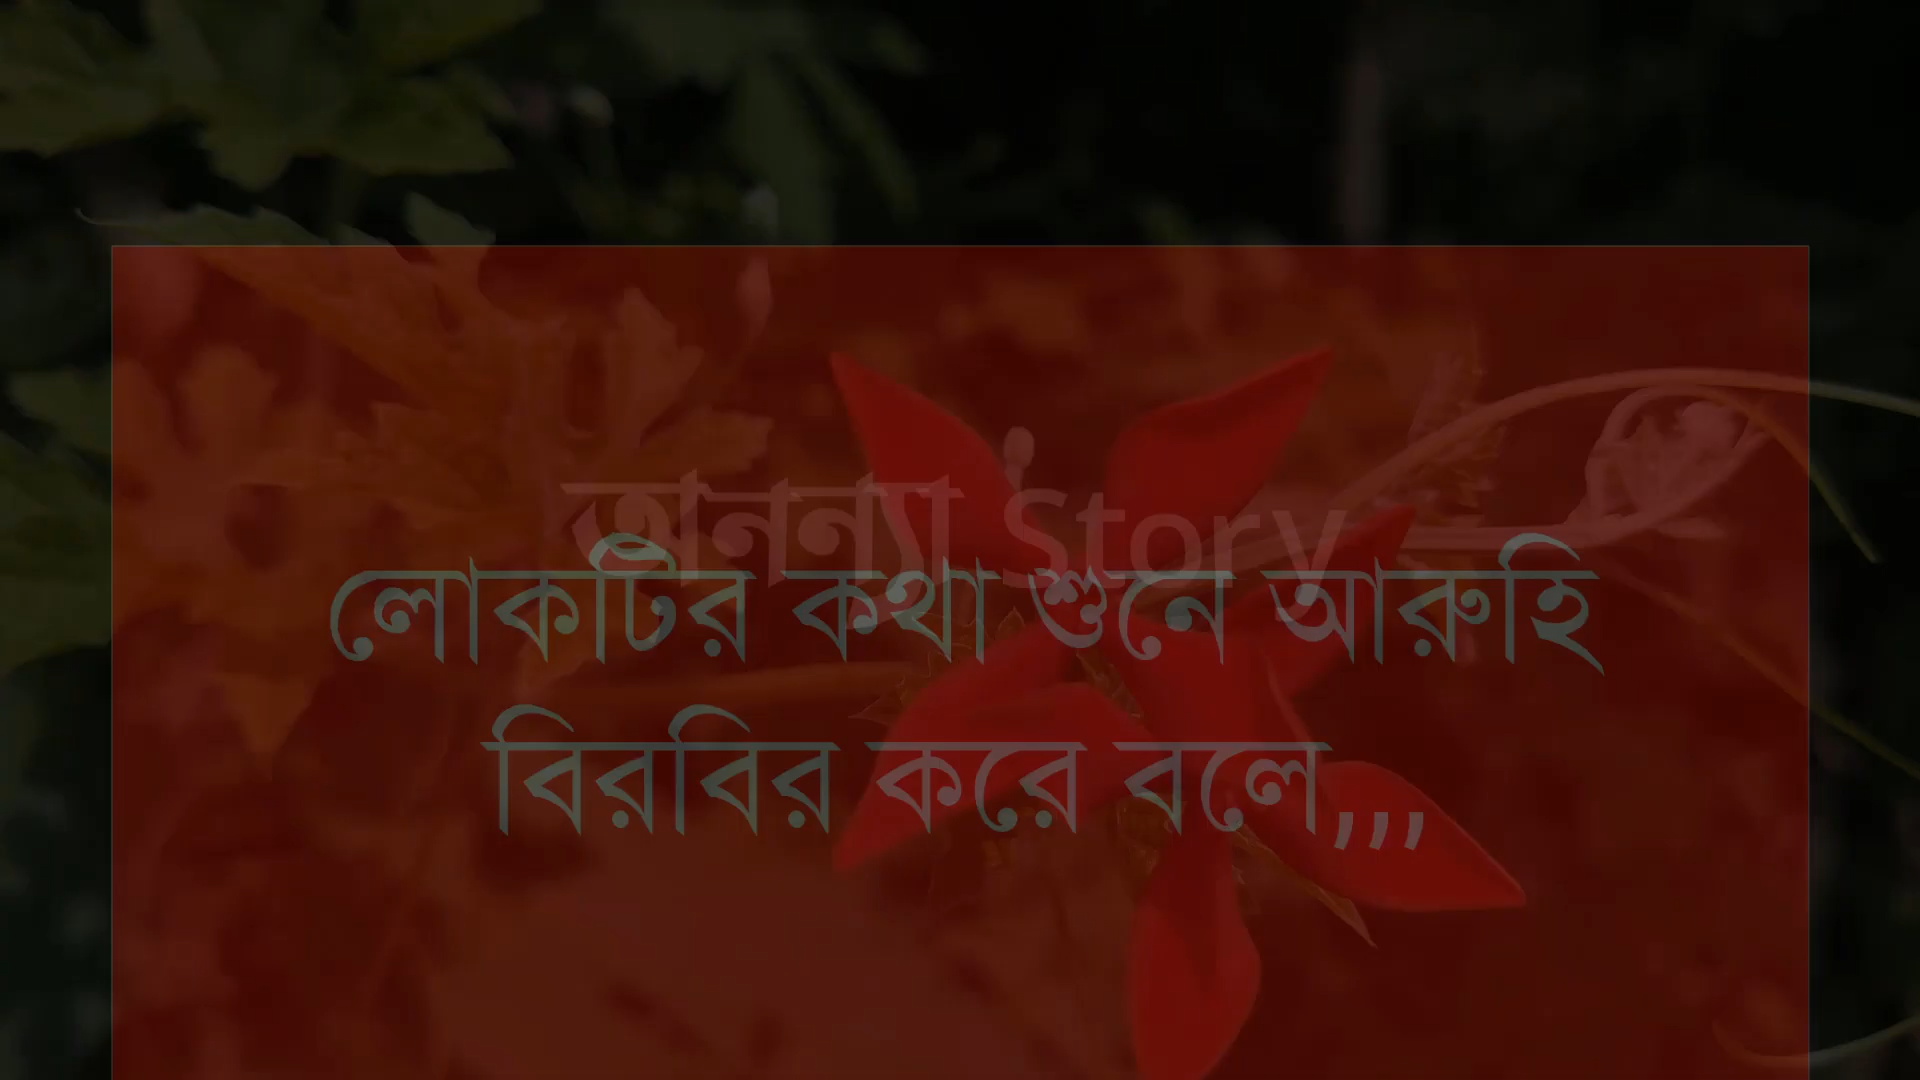 অনন্যা Story
লোকটির কথা শুনে আরুহি
বিরবির করে বলে,,,